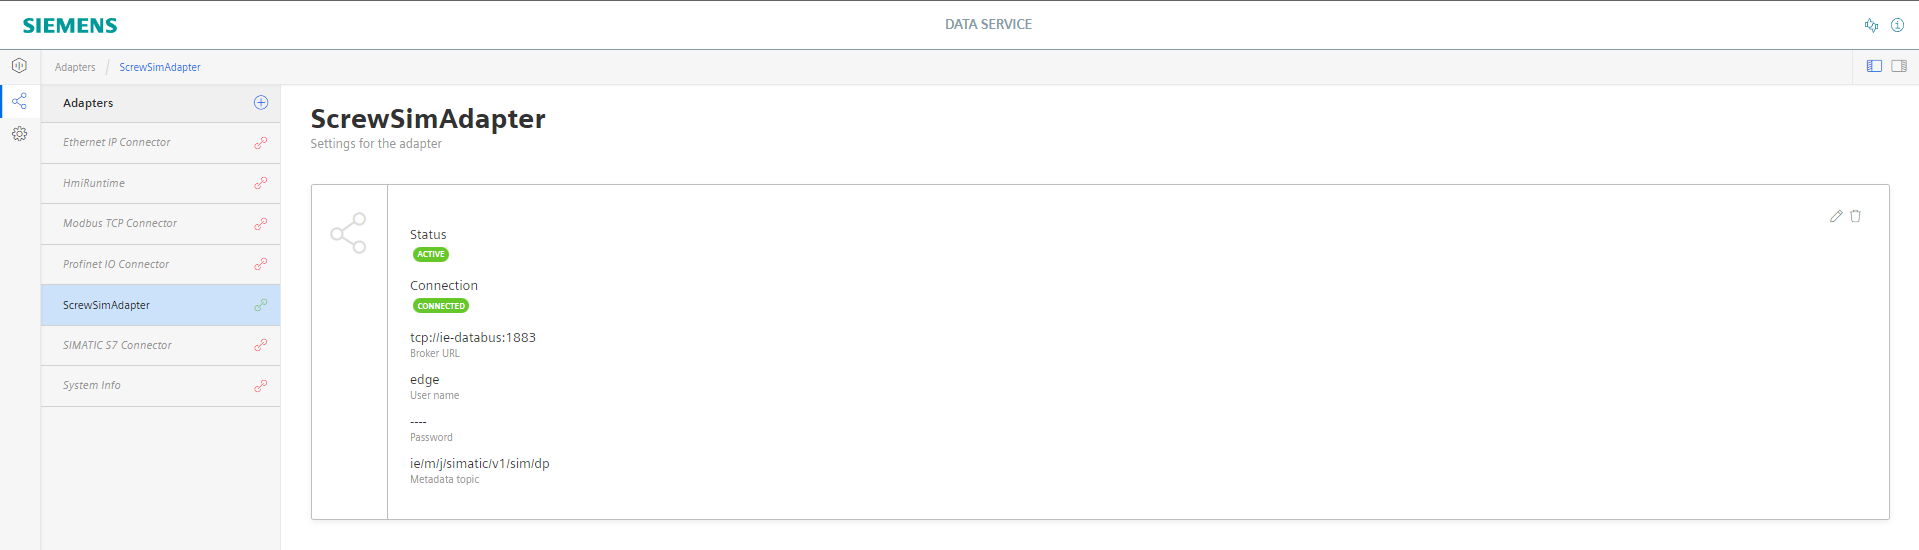 SIEMENS
DATA SERVICE
Adapters / ScrewSimAdapter
Adapters
Ethernet IP Connector
HmiRuntime
Modbus TCP Connector
Profinet IO Connector
ScrewSimAdapter
SIMATIC S7 Connector
System Info
ScrewSimAdapter
Settings for the adapter
Status
ACTIVE
Connection
CONNECTED
tcp://ie-databus:1883
Broker URL
edge
User name
----
Password
ie/m/j/simatic/v1/sim/dp
Metadata topic